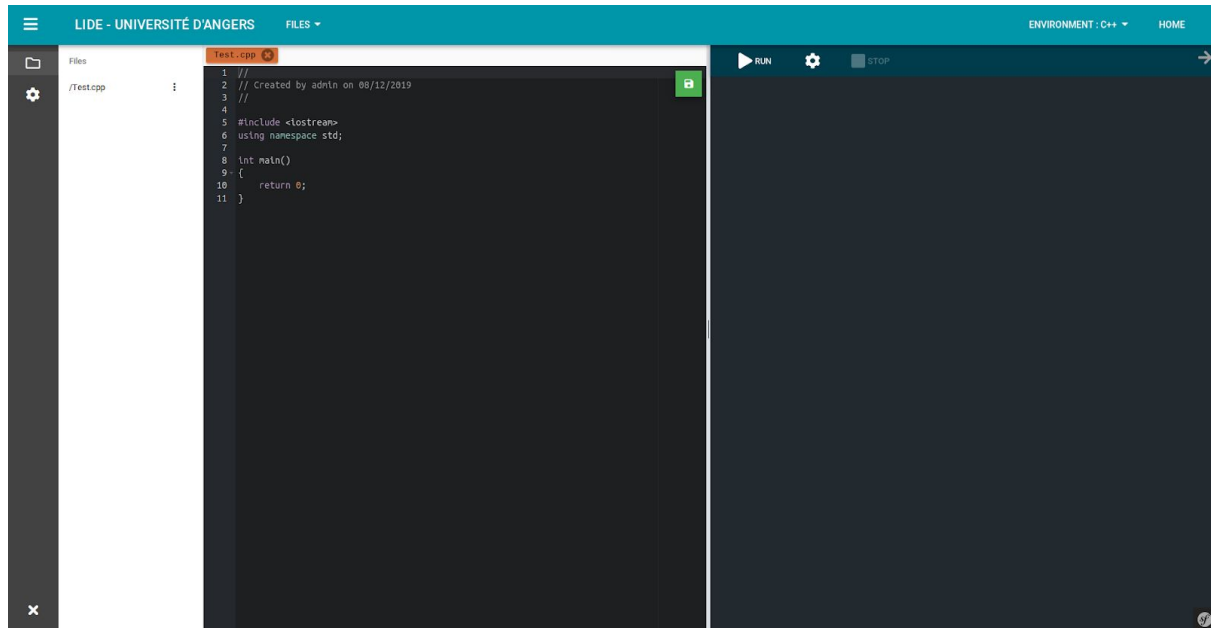 LIDE - UNIVERSITÉ D'ANGERS FILES ENVIRONMENT : C++ HOME
Files
/Test.cpp
Test.cpp
1 //
2 // Created by admin on 08/12/2019
3 //
4
5 #include <iostream>
6 using namespace std;
7
8 int main()
9 {
10 return 0;
11 }
RUN STOP
sf